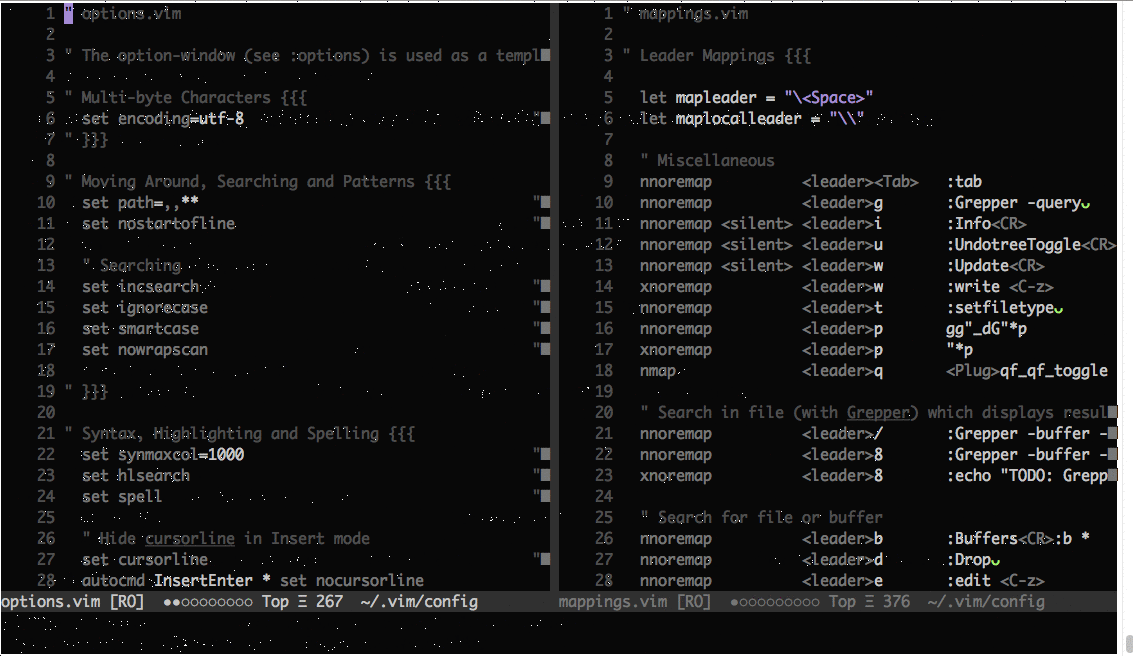 1 " options.vim
2
3 " The option-window (see :options) is used as a templ
4
5 " Multi-byte Characters {{{
6 set encoding=utf-8 "
7 " }}}
8
9 " Moving Around, Searching and Patterns {{{
10 set path=,,** "
11 set nostartofline "
12
13 " Searching
14 set incsearch "
15 set ignorecase "
16 set smartcase "
17 set nowrapscan "
18
19 " }}}
20
21 " Syntax, Highlighting and Spelling {{{
22 set synmaxcol=1000 "
23 set hlsearch "
24 set spell "
25
26 " Hide cursorline in Insert mode
27 set cursorline "
28 autocmd InsertEnter * set nocursorline
options.vim [RO] ●●○○○○○○○○ Top Ξ 267 ~/.vim/config
1 " mappings.vim
2
3 " Leader Mappings {{{
4
5 let mapleader = "\<Space>"
6 let maplocalleader = "\\"
7
8 " Miscellaneous
9 nnoremap <leader><Tab> :tab
10 nnoremap <leader>g :Grepper -query␣
11 nnoremap <silent> <leader>i :Info<CR>
12 nnoremap <silent> <leader>u :UndotreeToggle<CR>
13 nnoremap <silent> <leader>w :Update<CR>
14 xnoremap <leader>w :write <C-z>
15 nnoremap <leader>t :setfiletype␣
16 nnoremap <leader>p gg"_dG"*p
17 xnoremap <leader>p "*p
18 nmap <leader>q <Plug>qf_qf_toggle
19
20 " Search in file (with Grepper) which displays resul
21 nnoremap <leader>/ :Grepper -buffer -
22 nnoremap <leader>8 :Grepper -buffer -
23 xnoremap <leader>8 :echo "TODO: Grepp
24
25 " Search for file or buffer
26 nnoremap <leader>b :Buffers<CR>:b *
27 nnoremap <leader>d :Drop␣
28 nnoremap <leader>e :edit <C-z>
mappings.vim [RO] ●○○○○○○○○○ Top Ξ 376 ~/.vim/config